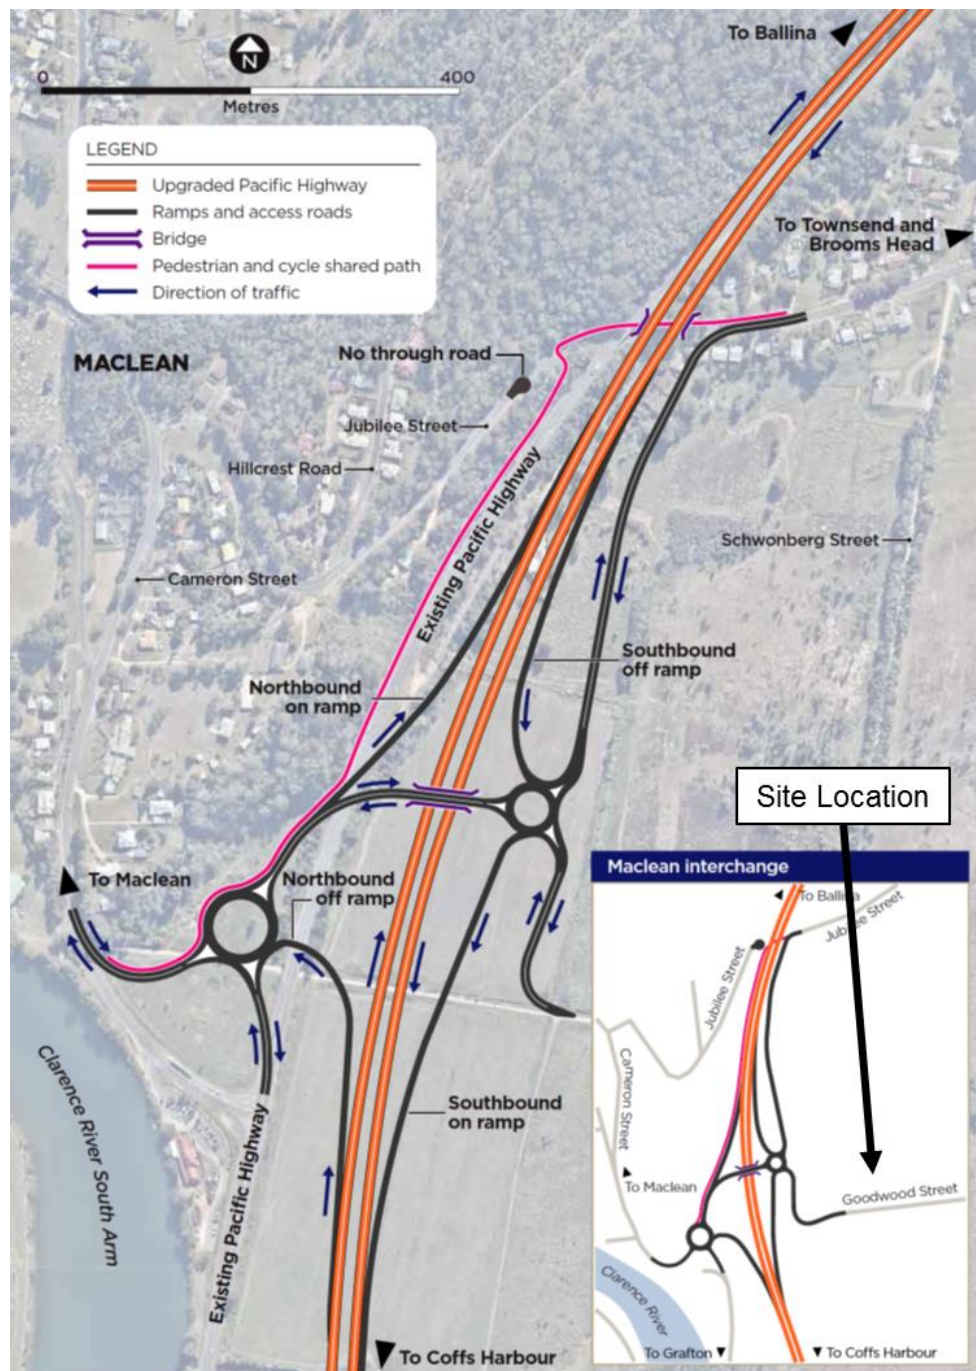 To Ballina
N
0
400
Metres
LEGEND
Upgraded Pacific Highway
Ramps and access roads
Bridge
Pedestrian and cycle shared path
Direction of traffic
To Townsend and
Brooms Head
MACLEAN
No through road
Jubilee Street
Hillcrest Road
Existing Pacific Highway
Schwonberg Street
Cameron Street
Southbound
off ramp
Northbound
on ramp
Site Location
To Maclean
Northbound
off ramp
Clarence River South Arm
Existing Pacific Highway
Southbound
on ramp
To Coffs Harbour
Maclean interchange
To Ballina
Jubilee Street
Jubilee Street
Cameron Street
To Maclean
Goodwood Street
Clarence River
To Grafton
To Coffs Harbour